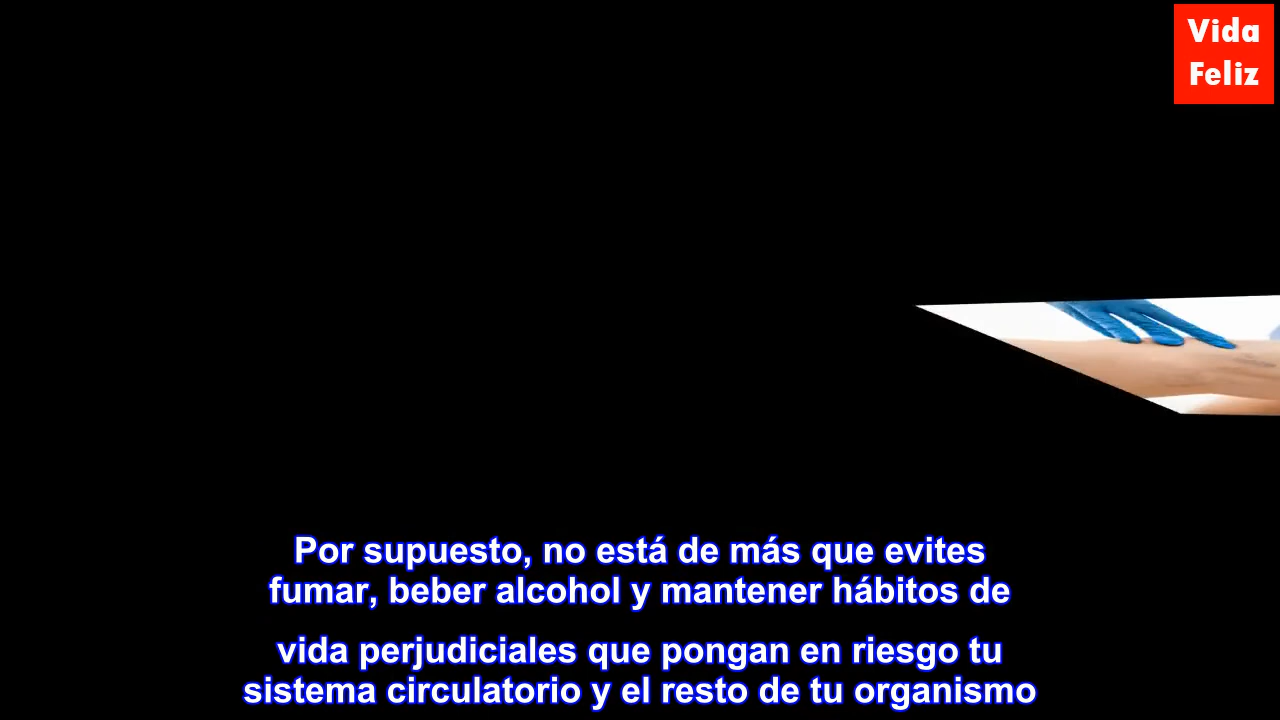 Vida
Feliz
Por supuesto, no está de más que evites
fumar, beber alcohol y mantener hábitos de
vida perjudiciales que pongan en riesgo tu
sistema circulatorio y el resto de tu organismo